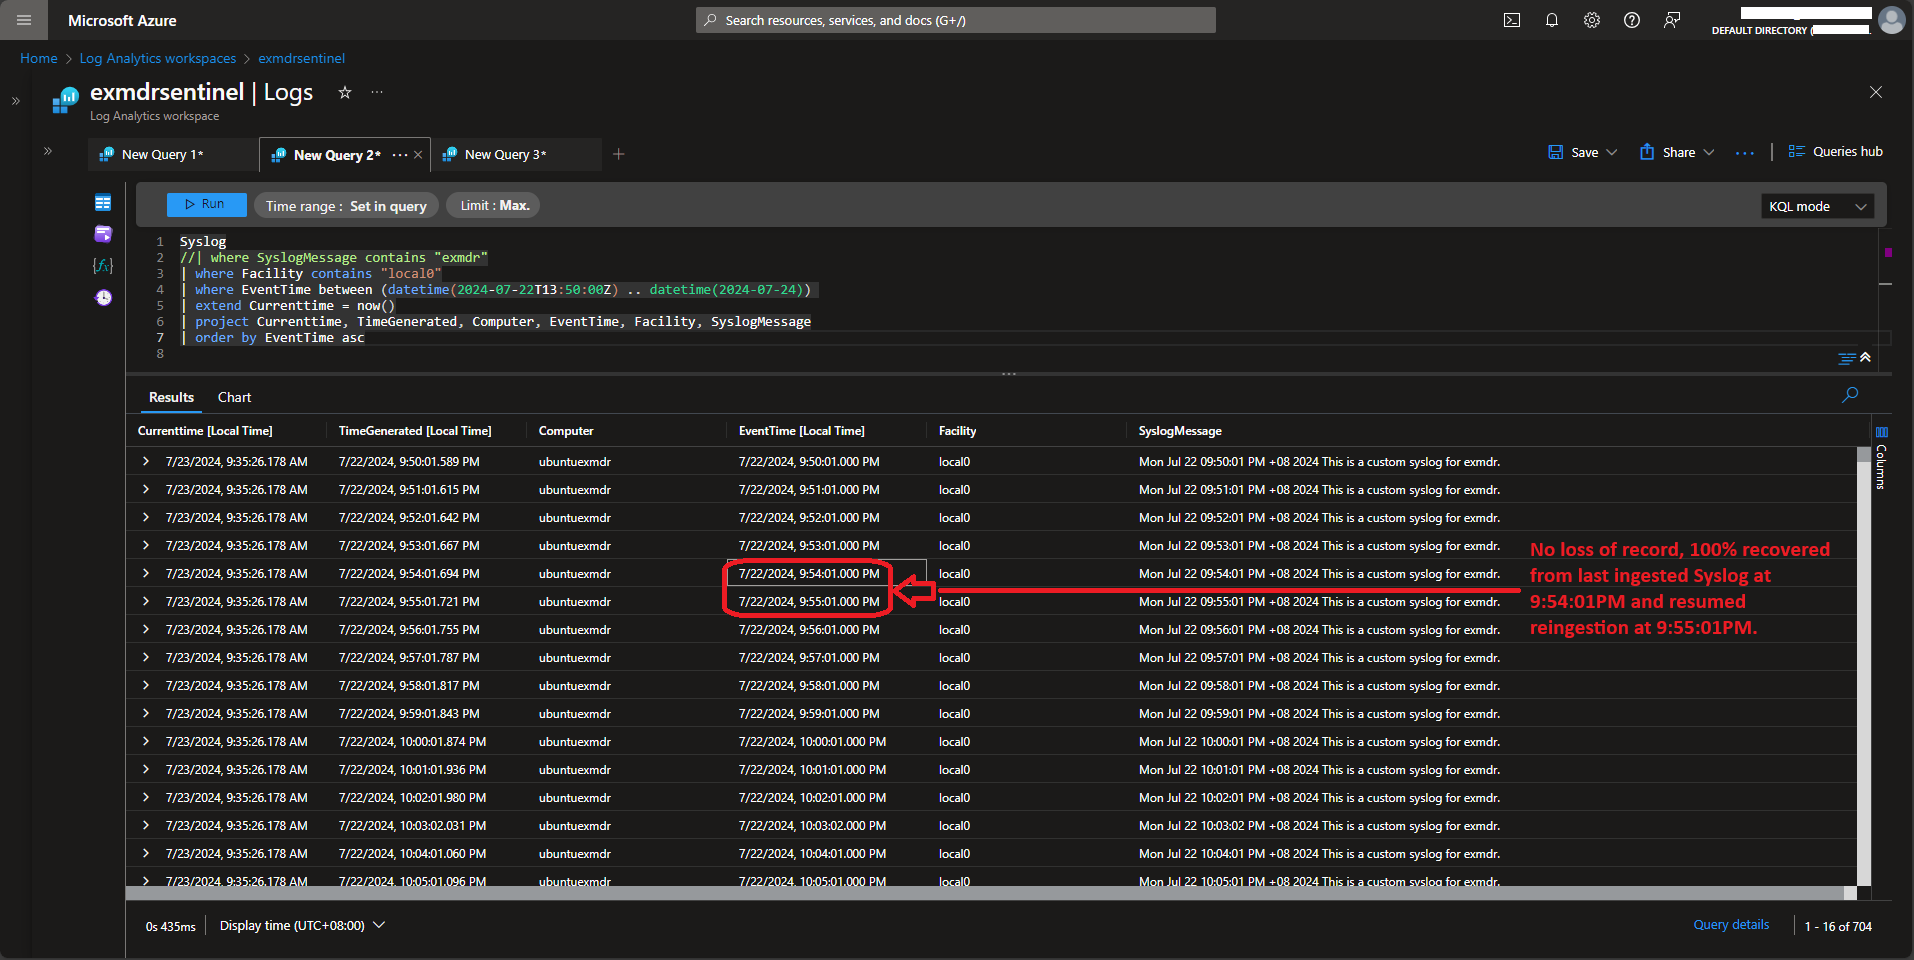 Microsoft Azure
Search resources, services, and docs (G+/)
DEFAULT DIRECTORY (
Home > Log Analytics workspaces > exmdrsentinel
exmdrsentinel | Logs
Log Analytics workspace
New Query 1*
New Query 2*
New Query 3*
Save
Share
Queries hub
Run
Time range : Set in query
Limit : Max.
KQL mode
1 Syslog
2 //| where SyslogMessage contains "exmdr"
3 | where Facility contains "local0"
4 | where EventTime between (datetime(2024-07-22T13:50:00Z) .. datetime(2024-07-24))
5 | extend Currenttime = now()
6 | project Currenttime, TimeGenerated, Computer, EventTime, Facility, SyslogMessage
7 | order by EventTime asc
8
Results Chart
Currenttime [Local Time] TimeGenerated [Local Time] Computer EventTime [Local Time] Facility SyslogMessage
7/23/2024, 9:35:26.178 AM 7/22/2024, 9:50:01.589 PM ubuntuexmdr 7/22/2024, 9:50:01.000 PM local0 Mon Jul 22 09:50:01 PM +08 2024 This is a custom syslog for exmdr.
7/23/2024, 9:35:26.178 AM 7/22/2024, 9:51:01.615 PM ubuntuexmdr 7/22/2024, 9:51:01.000 PM local0 Mon Jul 22 09:51:01 PM +08 2024 This is a custom syslog for exmdr.
7/23/2024, 9:35:26.178 AM 7/22/2024, 9:52:01.642 PM ubuntuexmdr 7/22/2024, 9:52:01.000 PM local0 Mon Jul 22 09:52:01 PM +08 2024 This is a custom syslog for exmdr.
7/23/2024, 9:35:26.178 AM 7/22/2024, 9:53:01.667 PM ubuntuexmdr 7/22/2024, 9:53:01.000 PM local0 Mon Jul 22 09:53:01 PM +08 2024 This is a custom syslog for exmdr.
7/23/2024, 9:35:26.178 AM 7/22/2024, 9:54:01.694 PM ubuntuexmdr 7/22/2024, 9:54:01.000 PM local0 Mon Jul 22 09:54:01 PM +08 2024 This is a custom syslog for exmdr.
7/23/2024, 9:35:26.178 AM 7/22/2024, 9:55:01.721 PM ubuntuexmdr 7/22/2024, 9:55:01.000 PM local0 Mon Jul 22 09:55:01 PM +08 2024 This is a custom syslog for exmdr.
7/23/2024, 9:35:26.178 AM 7/22/2024, 9:56:01.755 PM ubuntuexmdr 7/22/2024, 9:56:01.000 PM local0 Mon Jul 22 09:56:01 PM +08 2024 This is a custom syslog for exmdr.
7/23/2024, 9:35:26.178 AM 7/22/2024, 9:57:01.787 PM ubuntuexmdr 7/22/2024, 9:57:01.000 PM local0 Mon Jul 22 09:57:01 PM +08 2024 This is a custom syslog for exmdr.
7/23/2024, 9:35:26.178 AM 7/22/2024, 9:58:01.817 PM ubuntuexmdr 7/22/2024, 9:58:01.000 PM local0 Mon Jul 22 09:58:01 PM +08 2024 This is a custom syslog for exmdr.
7/23/2024, 9:35:26.178 AM 7/22/2024, 9:59:01.843 PM ubuntuexmdr 7/22/2024, 9:59:01.000 PM local0 Mon Jul 22 09:59:01 PM +08 2024 This is a custom syslog for exmdr.
7/23/2024, 9:35:26.178 AM 7/22/2024, 10:00:01.874 PM ubuntuexmdr 7/22/2024, 10:00:01.000 PM local0 Mon Jul 22 10:00:01 PM +08 2024 This is a custom syslog for exmdr.
7/23/2024, 9:35:26.178 AM 7/22/2024, 10:01:01.936 PM ubuntuexmdr 7/22/2024, 10:01:01.000 PM local0 Mon Jul 22 10:01:01 PM +08 2024 This is a custom syslog for exmdr.
7/23/2024, 9:35:26.178 AM 7/22/2024, 10:02:01.980 PM ubuntuexmdr 7/22/2024, 10:02:01.000 PM local0 Mon Jul 22 10:02:01 PM +08 2024 This is a custom syslog for exmdr.
7/23/2024, 9:35:26.178 AM 7/22/2024, 10:03:02.031 PM ubuntuexmdr 7/22/2024, 10:03:02.000 PM local0 Mon Jul 22 10:03:02 PM +08 2024 This is a custom syslog for exmdr.
7/23/2024, 9:35:26.178 AM 7/22/2024, 10:04:01.060 PM ubuntuexmdr 7/22/2024, 10:04:01.000 PM local0 Mon Jul 22 10:04:01 PM +08 2024 This is a custom syslog for exmdr.
7/23/2024, 9:35:26.178 AM 7/22/2024, 10:05:01.096 PM ubuntuexmdr 7/22/2024, 10:05:01.000 PM local0 Mon Jul 22 10:05:01 PM +08 2024 This is a custom syslog for exmdr.
Columns
No loss of record, 100% recovered
from last ingested Syslog at
9:54:01PM and resumed
reingestion at 9:55:01PM.
0s 435ms
Display time (UTC+08:00)
Query details
1 - 16 of 704